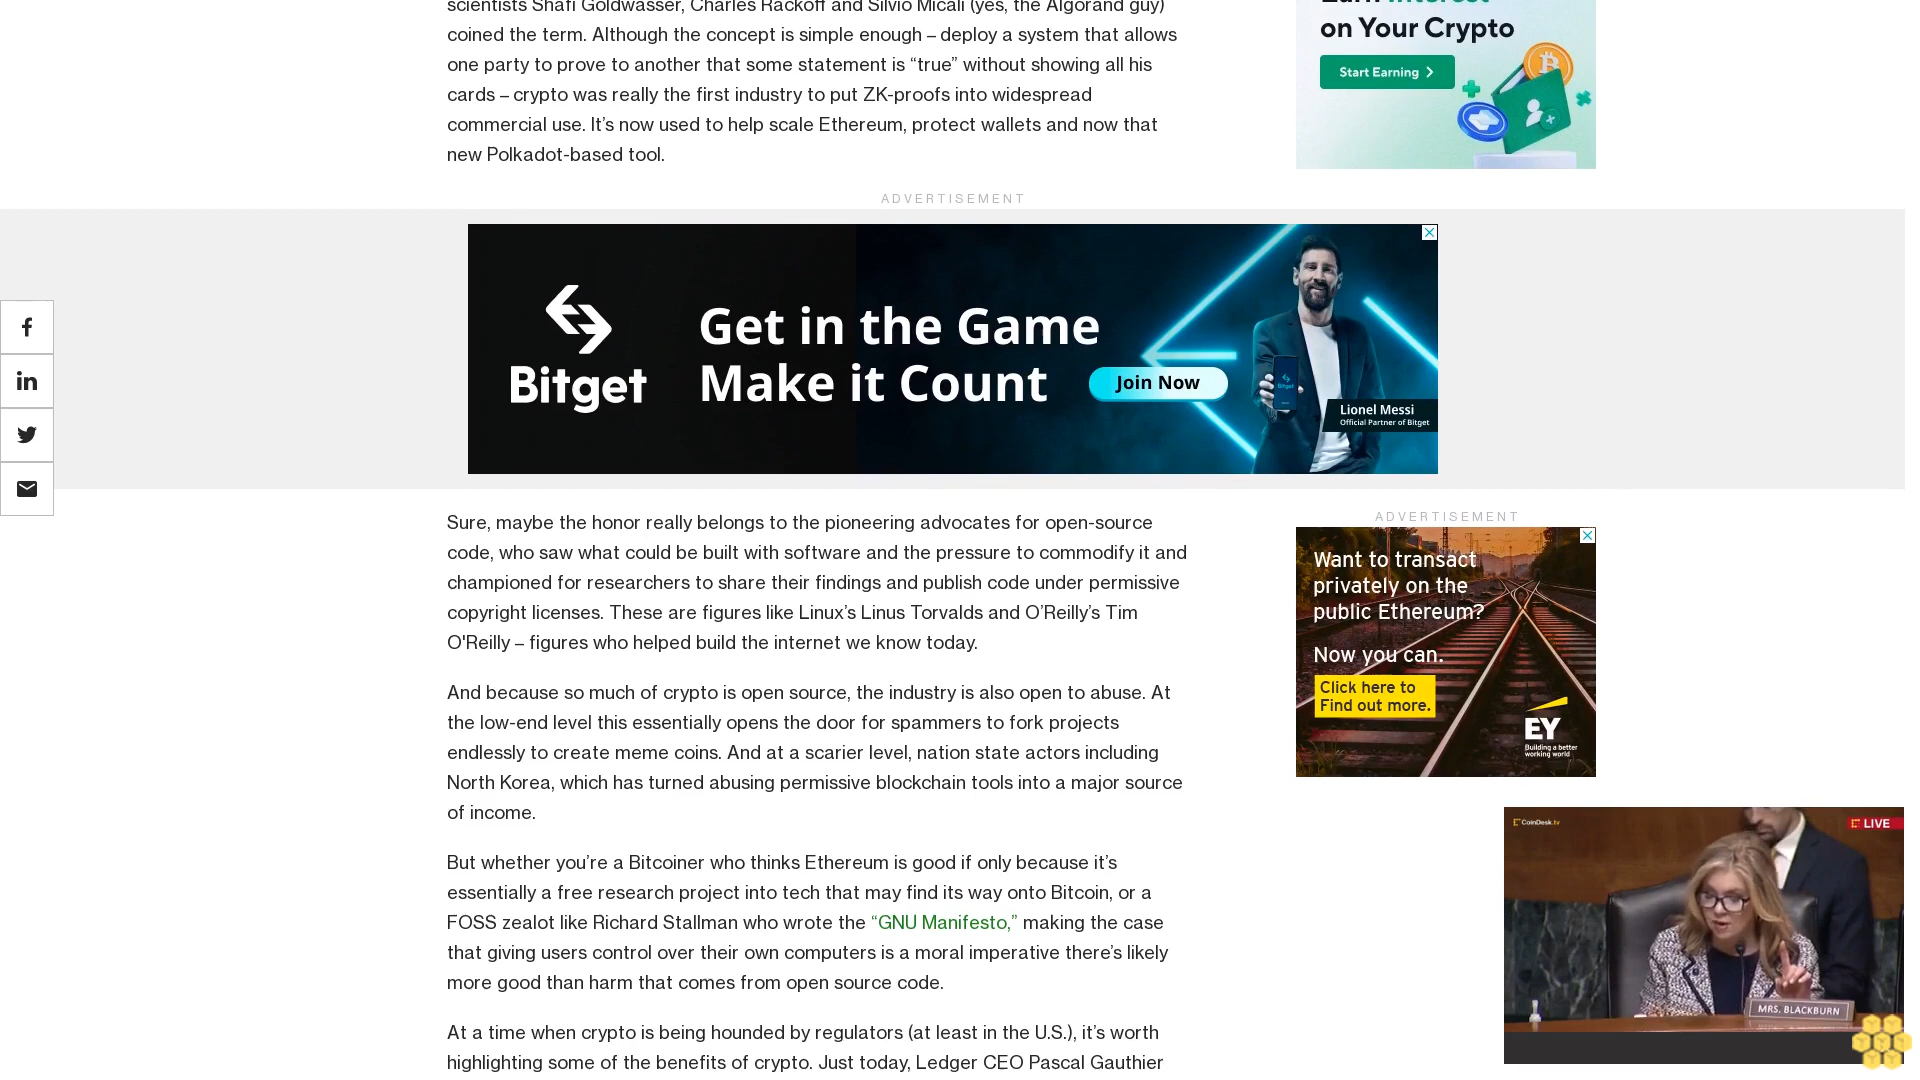 scientists Shafi Goldwasser, Charles Rackoff and Silvio Micali (yes, the Algorand guy)
coined the term. Although the concept is simple enough – deploy a system that allows
one party to prove to another that some statement is “true” without showing all his
cards – crypto was really the first industry to put ZK-proofs into widespread
commercial use. It’s now used to help scale Ethereum, protect wallets and now that
new Polkadot-based tool.
Earn Interest
on Your Crypto
Start Earning
ADVERTISEMENT
Bitget
Get in the Game
Make it Count
Join Now
Bitget
Lionel Messi
Official Partner of Bitget
Sure, maybe the honor really belongs to the pioneering advocates for open-source
code, who saw what could be built with software and the pressure to commodify it and
championed for researchers to share their findings and publish code under permissive
copyright licenses. These are figures like Linux’s Linus Torvalds and O’Reilly’s Tim
O'Reilly – figures who helped build the internet we know today.
And because so much of crypto is open source, the industry is also open to abuse. At
the low-end level this essentially opens the door for spammers to fork projects
endlessly to create meme coins. And at a scarier level, nation state actors including
North Korea, which has turned abusing permissive blockchain tools into a major source
of income.
But whether you’re a Bitcoiner who thinks Ethereum is good if only because it’s
essentially a free research project into tech that may find its way onto Bitcoin, or a
FOSS zealot like Richard Stallman who wrote the “GNU Manifesto,” making the case
that giving users control over their own computers is a moral imperative there’s likely
more good than harm that comes from open source code.
At a time when crypto is being hounded by regulators (at least in the U.S.), it’s worth
highlighting some of the benefits of crypto. Just today, Ledger CEO Pascal Gauthier
ADVERTISEMENT
Want to transact
privately on the
public Ethereum?
Now you can.
Click here to
Find out more.
EY
Building a better
working world
CoinDesk.tv
LIVE
MRS. BLACKBURN